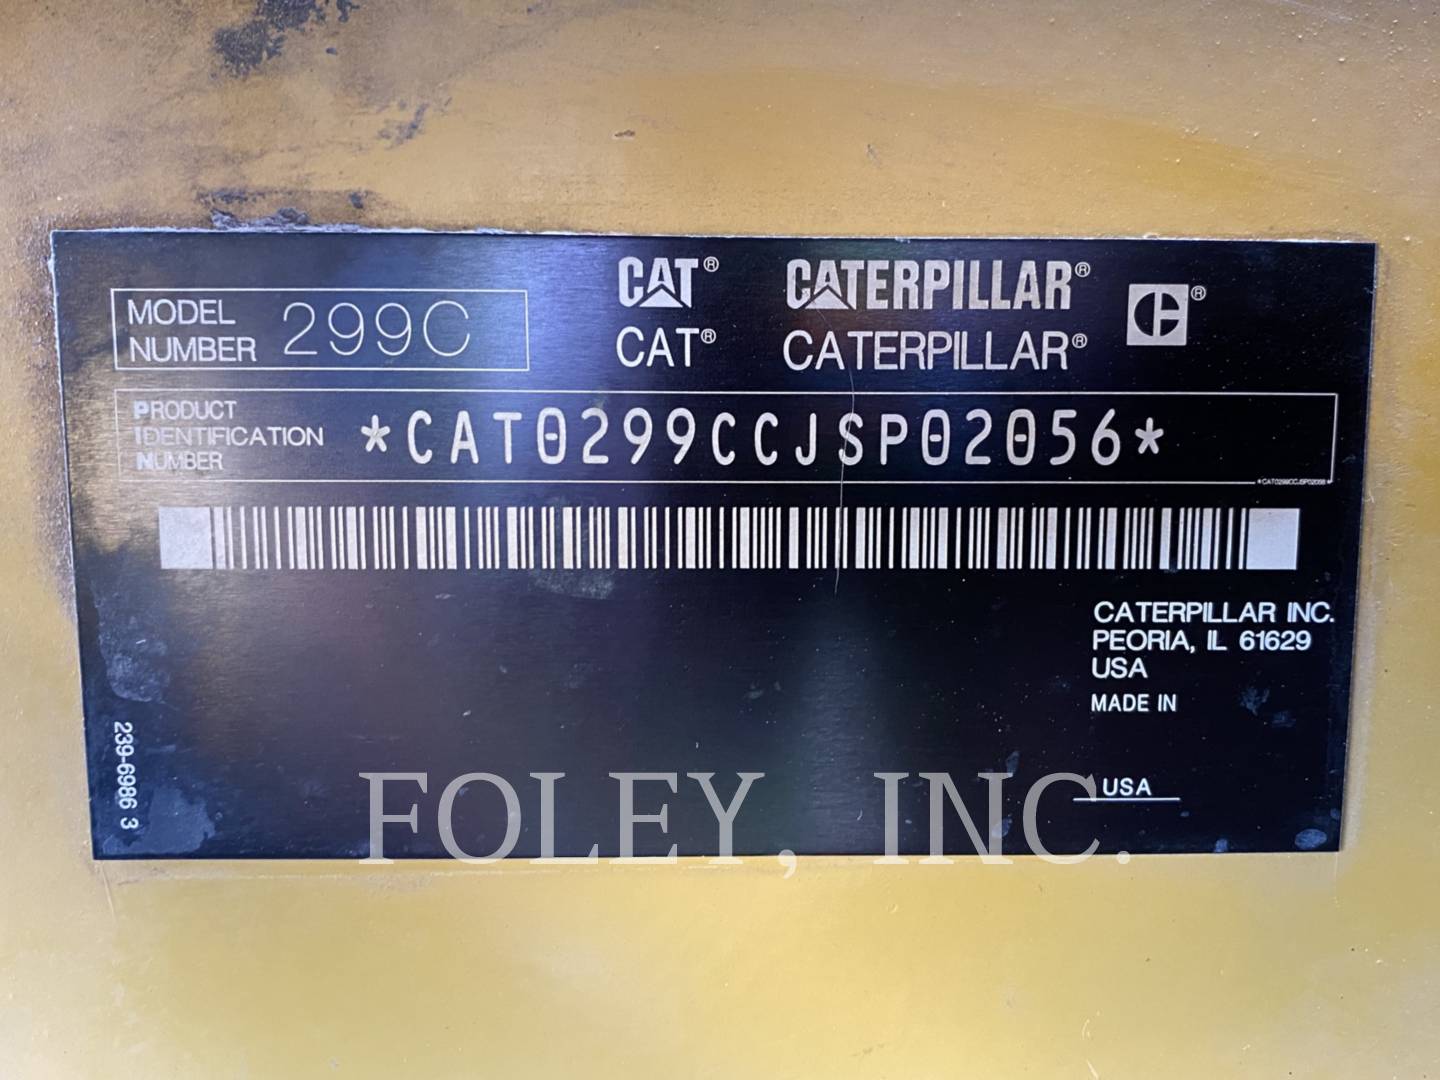 MODEL NUMBER 299C
CAT® CATERPILLAR® C®
CAT® CATERPILLAR®
PRODUCT IDENTIFICATION NUMBER *CAT0299CCJSP02056*
*CAT0299CCJSP02056*
CATERPILLAR INC.
PEORIA, IL 61629
USA
MADE IN
USA
239-6986 3
FOLEY, INC.